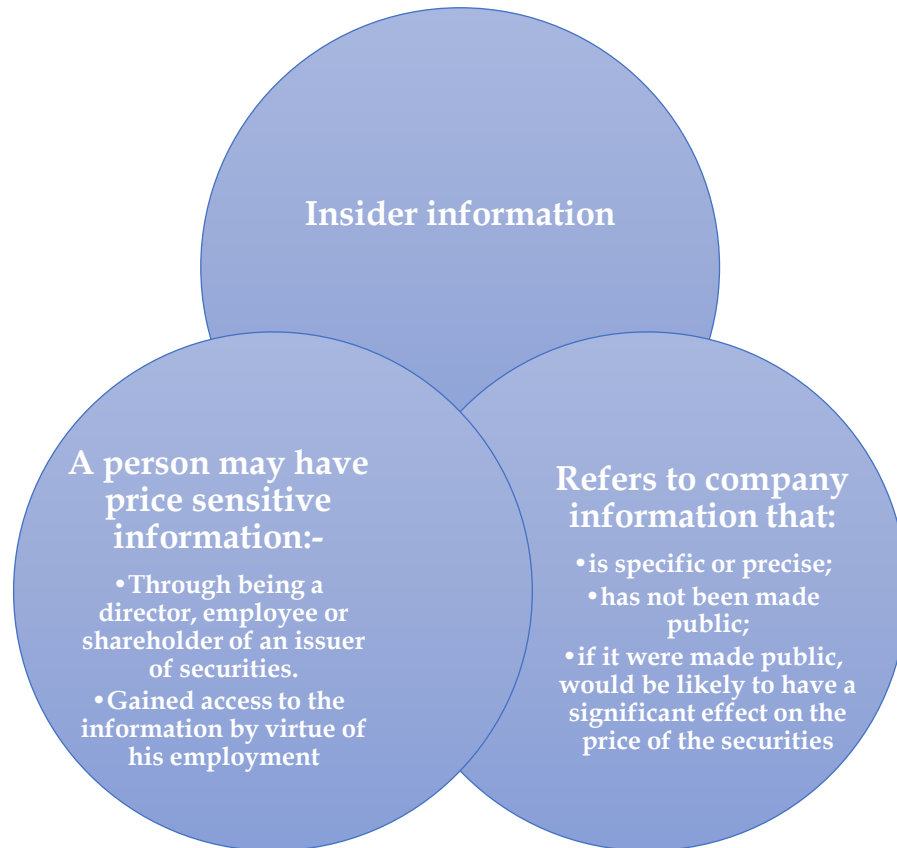 Insider information
A person may have
price sensitive
information:-
•Through being a
director, employee or
shareholder of an issuer
of securities.
•Gained access to the
information by virtue of
his employment
Refers to company
information that:
•is specific or precise;
•has not been made
public;
•if it were made public,
would be likely to have a
significant effect on the
price of the securities